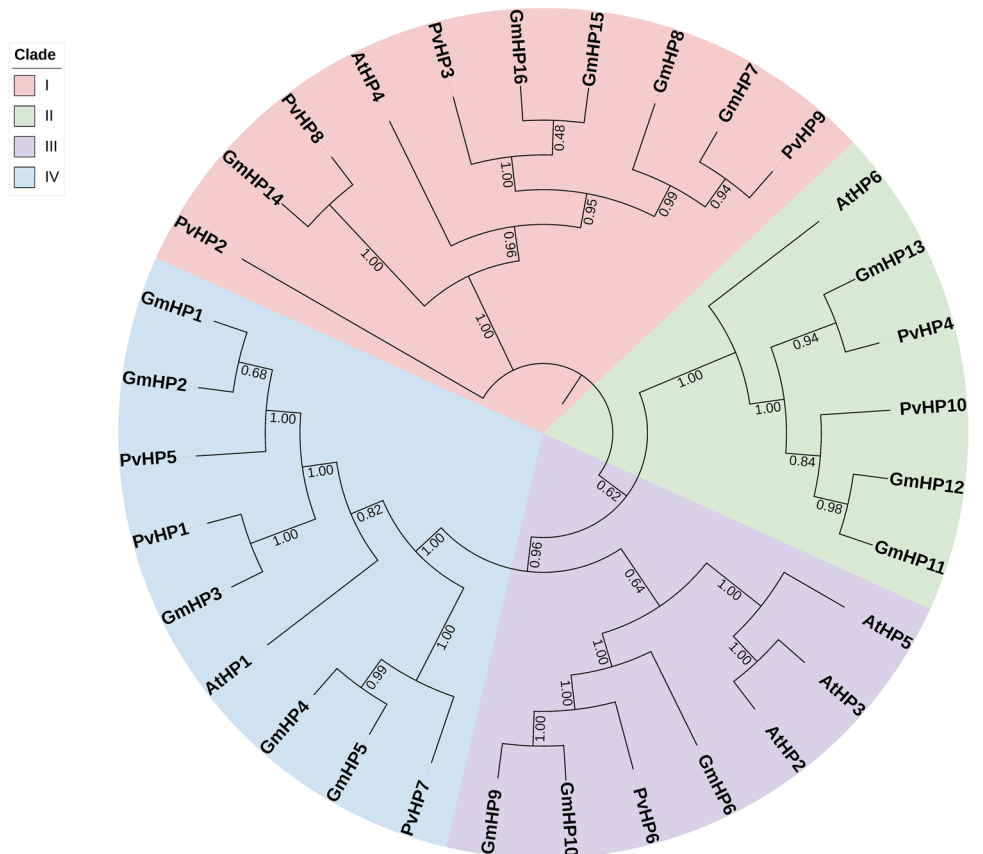 Clade
I
II
III
IV
PvHP2
GmHP14
PvHP8
AtHP4
PvHP3
GmHP16
GmHP15
GmHP8
GmHP7
PvHP9
AtHP6
GmHP13
PvHP4
PvHP10
GmHP12
GmHP11
AtHP5
AtHP3
AtHP2
GmHP6
PvHP6
GmHP10
GmHP9
PvHP7
GmHP5
GmHP4
AtHP1
GmHP3
PvHP1
PvHP5
GmHP2
GmHP1
1.00
1.00
0.96
1.00
0.48
0.95
0.99
0.94
1.00
0.94
1.00
0.84
0.98
0.62
0.96
0.64
1.00
1.00
1.00
1.00
1.00
1.00
0.99
1.00
0.82
1.00
1.00
1.00
0.68